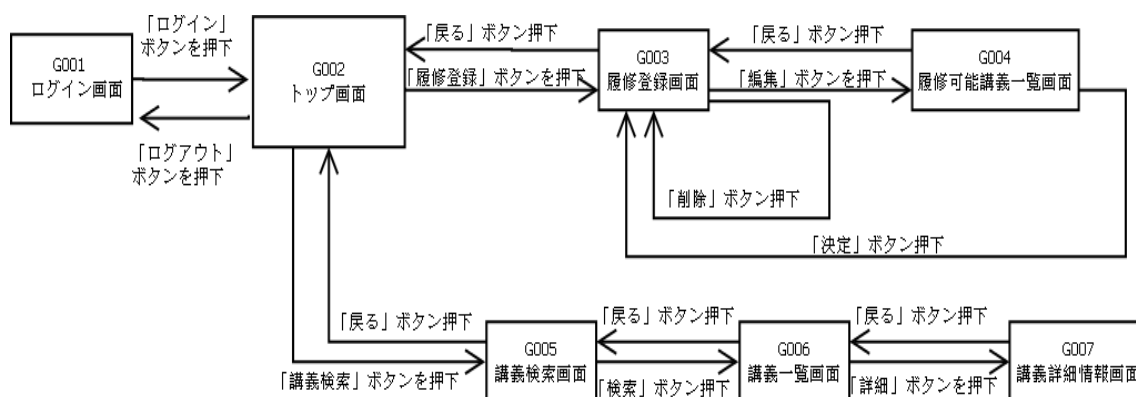 「ログイン」
ボタンを押下
G001
ログイン画面
「ログアウト」
ボタンを押下
G002
トップ画面
「戻る」ボタン押下
「履修登録」ボタンを押下
G003
履修登録画面
「戻る」ボタン押下
「編集」ボタンを押下
G004
履修可能講義一覧画面
「削除」ボタン押下
「決定」ボタン押下
「戻る」ボタン押下
「講義検索」ボタンを押下
G005
講義検索画面
「戻る」ボタン押下
「検索」ボタン押下
G006
講義一覧画面
「戻る」ボタン押下
「詳細」ボタンを押下
G007
講義詳細情報画面